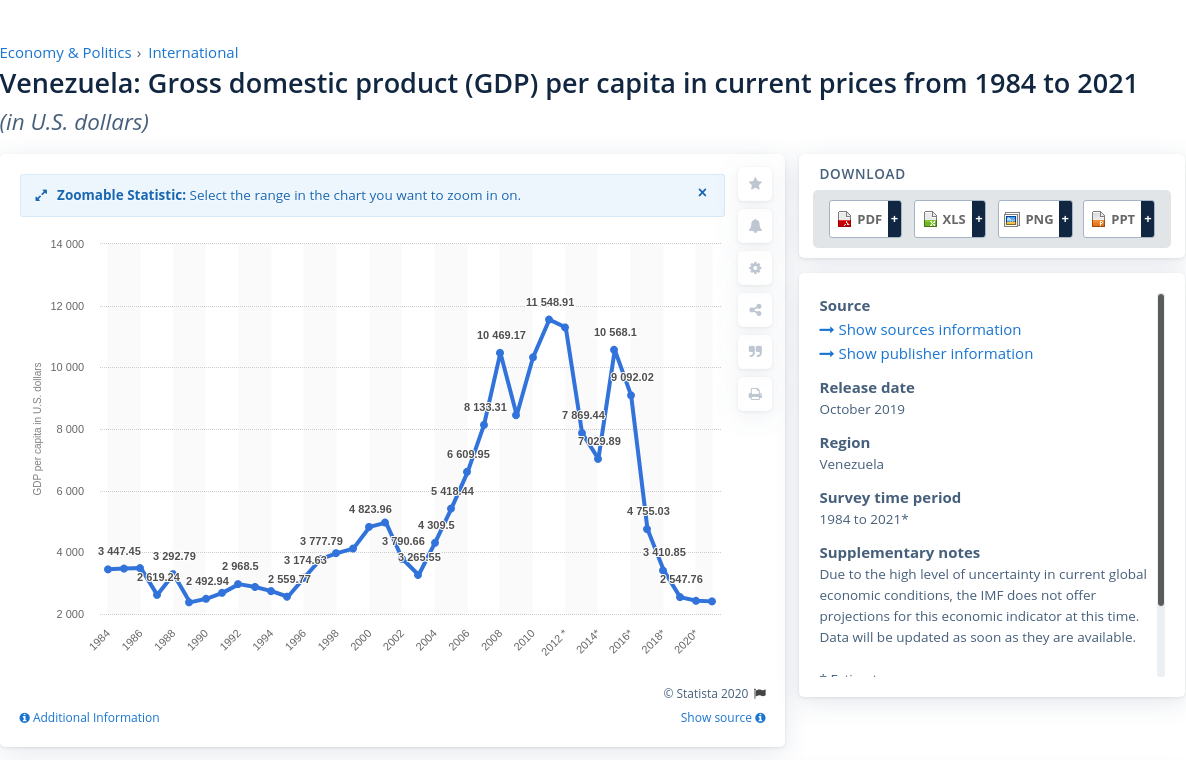 Economy & Politics › International
Venezuela: Gross domestic product (GDP) per capita in current prices from 1984 to 2021
(in U.S. dollars)
Zoomable Statistic: Select the range in the chart you want to zoom in on. ×
14 000
12 000
10 000
8 000
6 000
4 000
2 000
GDP per capita in U.S. dollars
3 447.45
2 619.24
3 292.79
2 492.94
2 968.5
2 559.77
3 174.63
3 777.79
4 823.96
3 790.66
3 265.55
4 309.5
5 418.44
6 609.95
8 133.31
10 469.17
11 548.91
7 869.44
7 029.89
10 568.1
9 092.02
4 755.03
3 410.85
2 547.76
1984 1986 1988 1990 1992 1994 1996 1998 2000 2002 2004 2006 2008 2010 2012* 2014* 2016* 2018* 2020*
© Statista 2020
Additional Information
Show source
DOWNLOAD
PDF + XLS + PNG + PPT +
Source
Show sources information
Show publisher information
Release date
October 2019
Region
Venezuela
Survey time period
1984 to 2021*
Supplementary notes
Due to the high level of uncertainty in current global
economic conditions, the IMF does not offer
projections for this economic indicator at this time.
Data will be updated as soon as they are available.